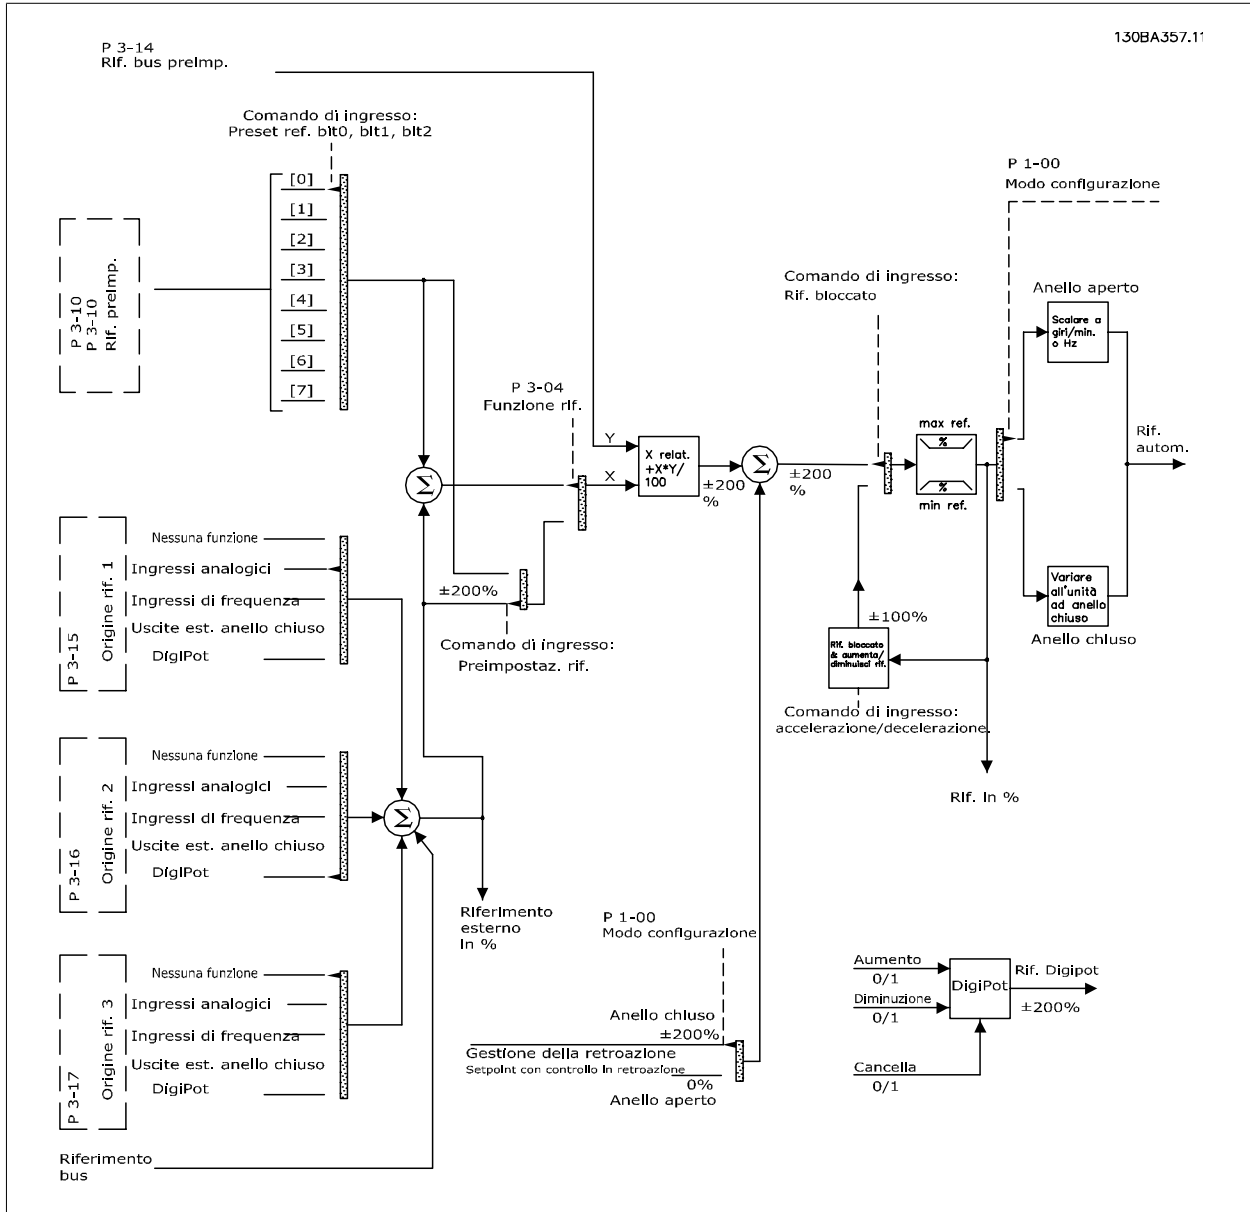 130BA357.11
P 3-14
Rif. bus preimp.
Comando di ingresso:
Preset ref. bit0, bit1, bit2
[0]
[1]
[2]
[3]
[4]
[5]
[6]
[7]
P 3-10
P 3-10
Rif. preimp.
P 1-00
Modo configurazione
Comando di ingresso:
Rif. bloccato
Anello aperto
Scalare a
giri/min.
o Hz
P 3-04
Funzione rif.
Y
X
X relat.
+X*Y/
100
±200
%
Σ
±200
%
max ref.
%
%
min ref.
Rif.
autom.
Σ
P 3-15
Origine rif. 1
Nessuna funzione
Ingressi analogici
Ingressi di frequenza
Uscite est. anello chiuso
DigiPot
±200%
Comando di ingresso:
Preimpostaz. rif.
±100%
Rif. bloccato
& aumenta/
diminuisci rif.
Comando di ingresso:
accelerazione/decelerazione.
Variare
all'unità
ad anello
chiuso
Anello chiuso
Rif. in %
P 3-16
Origine rif. 2
Nessuna funzione
Ingressi analogici
Ingressi di frequenza
Uscite est. anello chiuso
DigiPot
Σ
Riferimento
esterno
in %
P 3-17
Origine rif. 3
Nessuna funzione
Ingressi analogici
Ingressi di frequenza
Uscite est. anello chiuso
DigiPot
Riferimento
bus
P 1-00
Modo configurazione
Anello chiuso
±200%
Gestione della retroazione
Setpoint con controllo in retroazione
0%
Anello aperto
Aumento
0/1
Diminuzione
0/1
Cancella
0/1
DigiPot
Rif. Digipot
±200%